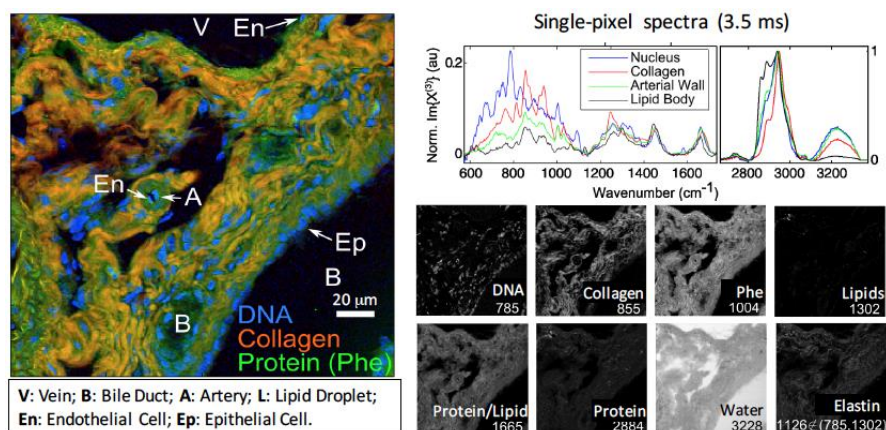 V
En
En
A
Ep
B
20 μm
B
DNA
Collagen
Protein (Phe)
V: Vein; B: Bile Duct; A: Artery; L: Lipid Droplet;
En: Endothelial Cell; Ep: Epithelial Cell.
Single-pixel spectra (3.5 ms)
Norm. Im{X⁽³⁾} (au)
0.2
0
Nucleus
Collagen
Arterial Wall
Lipid Body
1
0
600 800 1000 1200 1400 1600
2800 3000 3200
Wavenumber (cm⁻¹)
DNA
785
Collagen
855
Phe
1004
Lipids
1302
Protein/Lipid
1665
Protein
2884
Water
3228
Elastin
1126∉(785,1302)